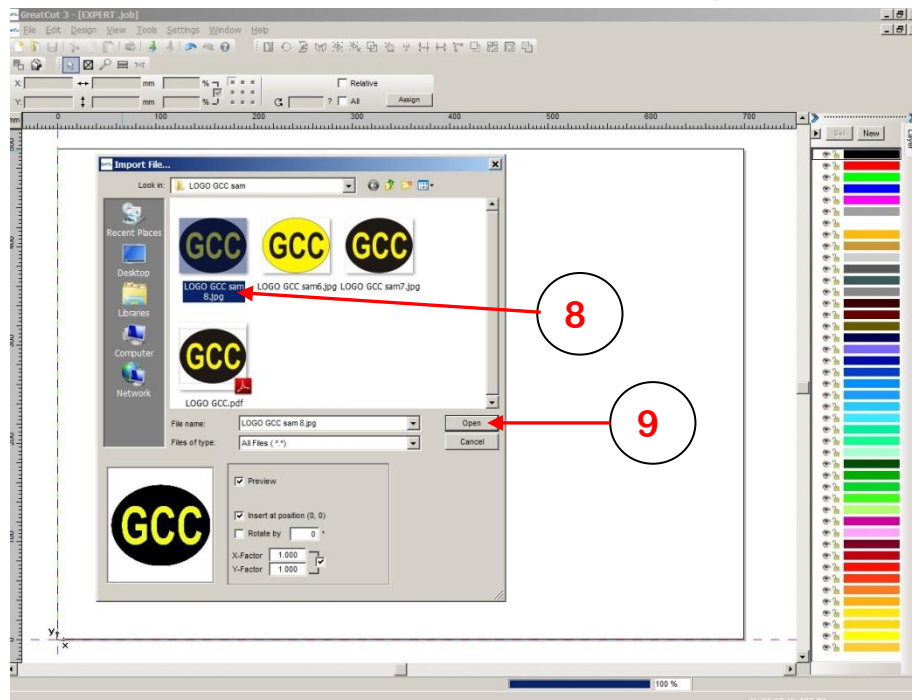 GreatCut 3 - [EXPERT .job]
File Edit Design View Tools Settings Window Help
X: mm % Relative
Y: mm % ? All Assign
mm 0 100 200 300 400 500 600 700
Sel New
Layer
Import File...
Look in: LOGO GCC sam
Recent Places
Desktop
Libraries
Computer
Network
GCC GCC GCC
LOGO GCC sam 
8.jpg
LOGO GCC sam6.jpg LOGO GCC sam7.jpg
GCC
LOGO GCC.pdf
8
File name: LOGO GCC sam 8.jpg Open
9
Files of type: All Files ( *.*) Cancel
Preview
GCC
Insert at position (0, 0)
Rotate by 0 °
X-Factor 1.000
Y-Factor 1.000
Y
X
100 %